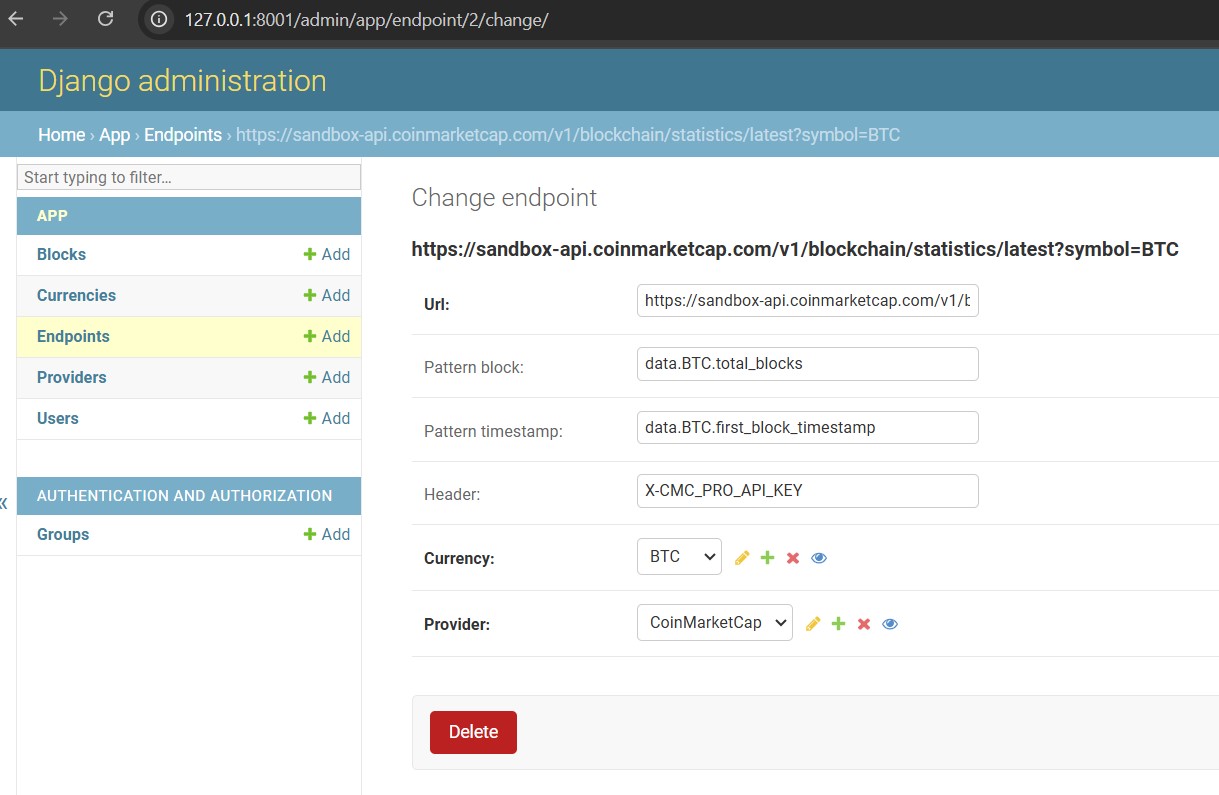 127.0.0.1:8001/admin/app/endpoint/2/change/
Django administration
Home › App › Endpoints › https://sandbox-api.coinmarketcap.com/v1/blockchain/statistics/latest?symbol=BTC
Start typing to filter…
APP
Blocks + Add
Currencies + Add
Endpoints + Add
Providers + Add
Users + Add
AUTHENTICATION AND AUTHORIZATION
Groups + Add
«
Change endpoint
https://sandbox-api.coinmarketcap.com/v1/blockchain/statistics/latest?symbol=BTC
Url: https://sandbox-api.coinmarketcap.com/v1/b
Pattern block: data.BTC.total_blocks
Pattern timestamp: data.BTC.first_block_timestamp
Header: X-CMC_PRO_API_KEY
Currency: BTC
Provider: CoinMarketCap
Delete